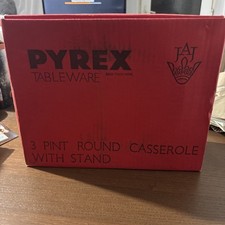 PYREX
JAJ
TABLEWARE
3 PINT ROUND CASSEROLE
WITH STAND